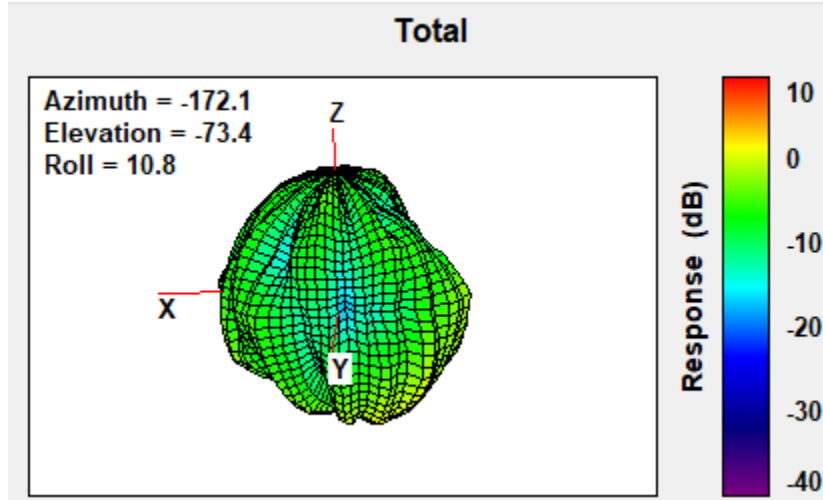 Total
Azimuth = -172.1
Elevation = -73.4
Roll = 10.8
Z
X
Y
Response (dB)
10
0
-10
-20
-30
-40